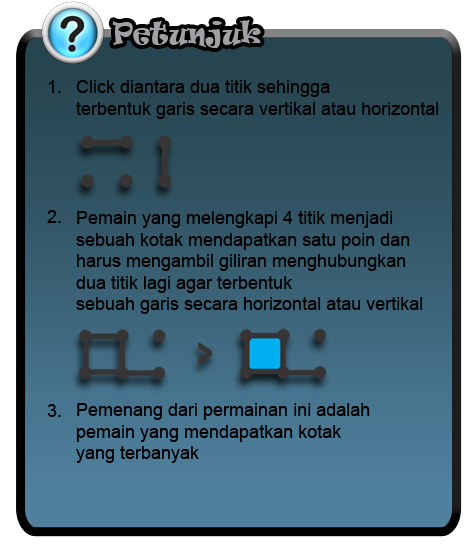 ?
Petunjuk
1. Click diantara dua titik sehingga
terbentuk garis secara vertikal atau horizontal
2. Pemain yang melengkapi 4 titik menjadi
sebuah kotak mendapatkan satu poin dan
harus mengambil giliran menghubungkan
dua titik lagi agar terbentuk
sebuah garis secara horizontal atau vertikal
>
3. Pemenang dari permainan ini adalah
pemain yang mendapatkan kotak
yang terbanyak